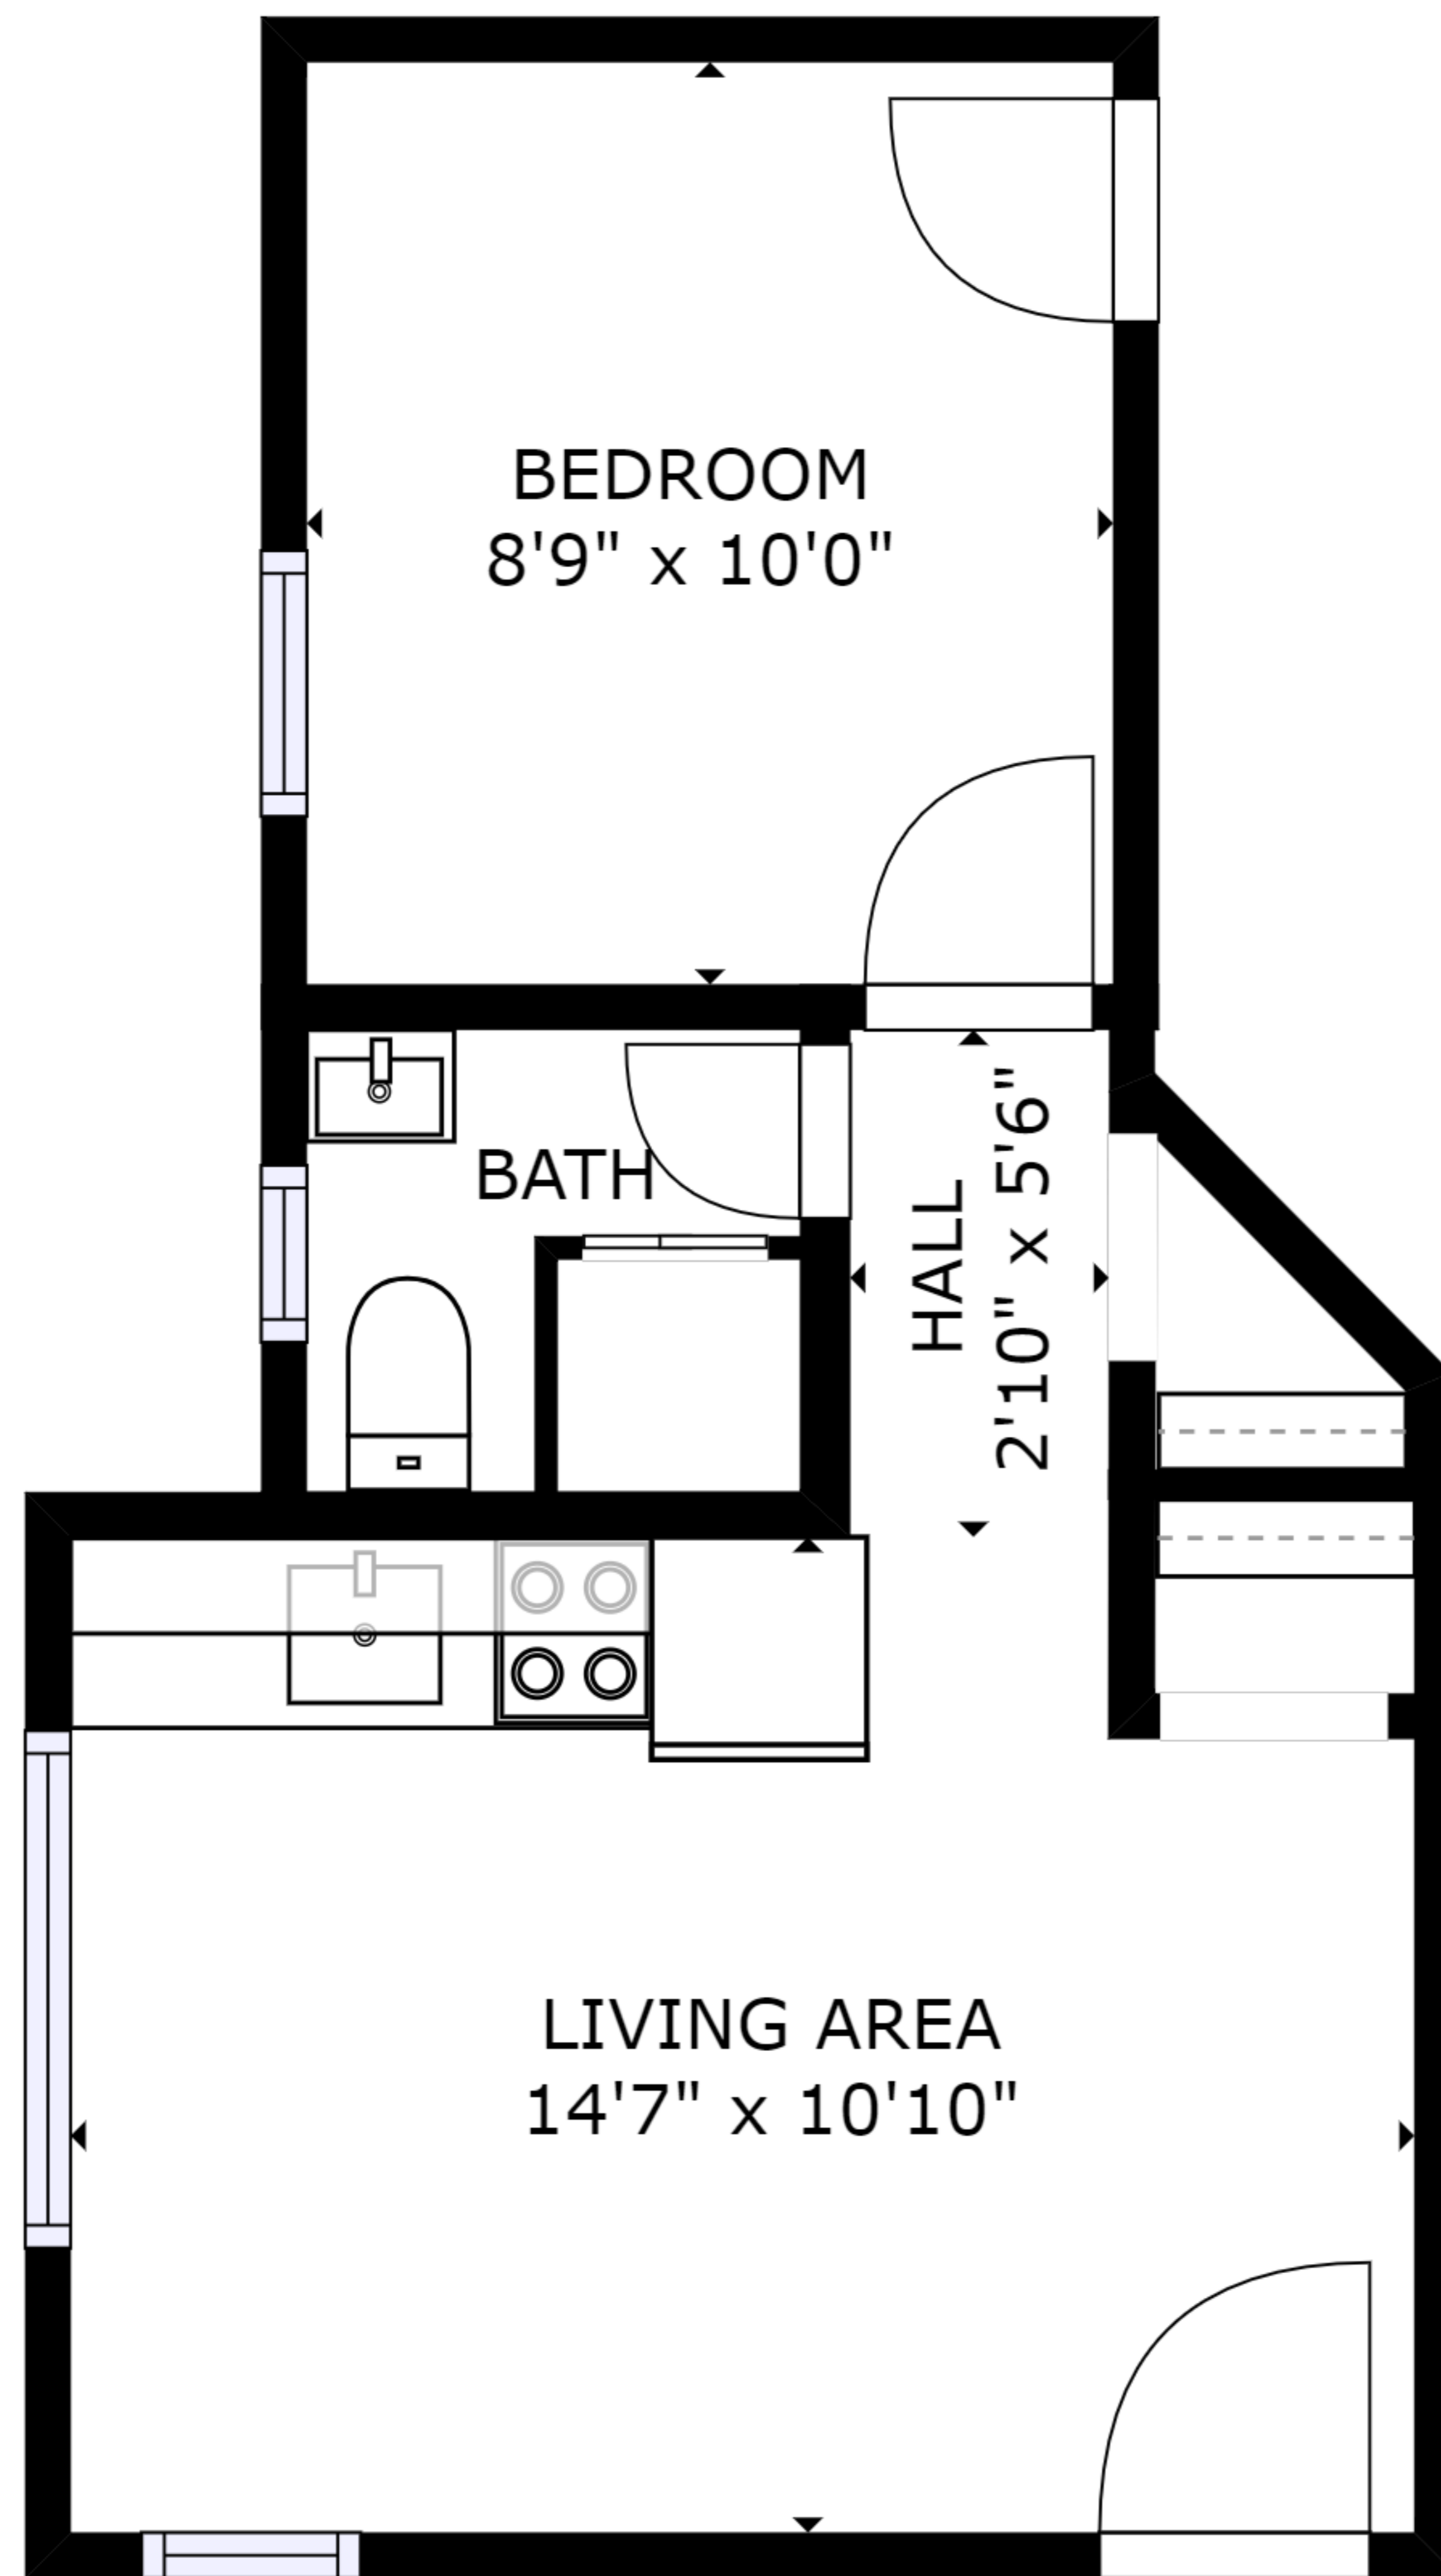 BEDROOM
8'9" x 10'0"
BATH
HALL
2'10" x 5'6"
LIVING AREA
14'7" x 10'10"